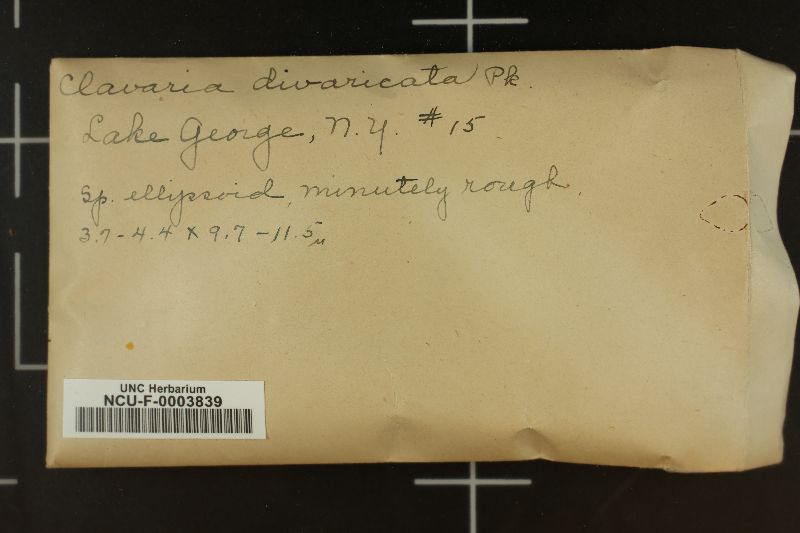 Clavaria divaricata Pk.
Lake George, N.Y. #15
Sp. ellipsoid, minutely rough.
3.7-4.4 x 9.7-11.5µ
UNC Herbarium
NCU-F-0003839